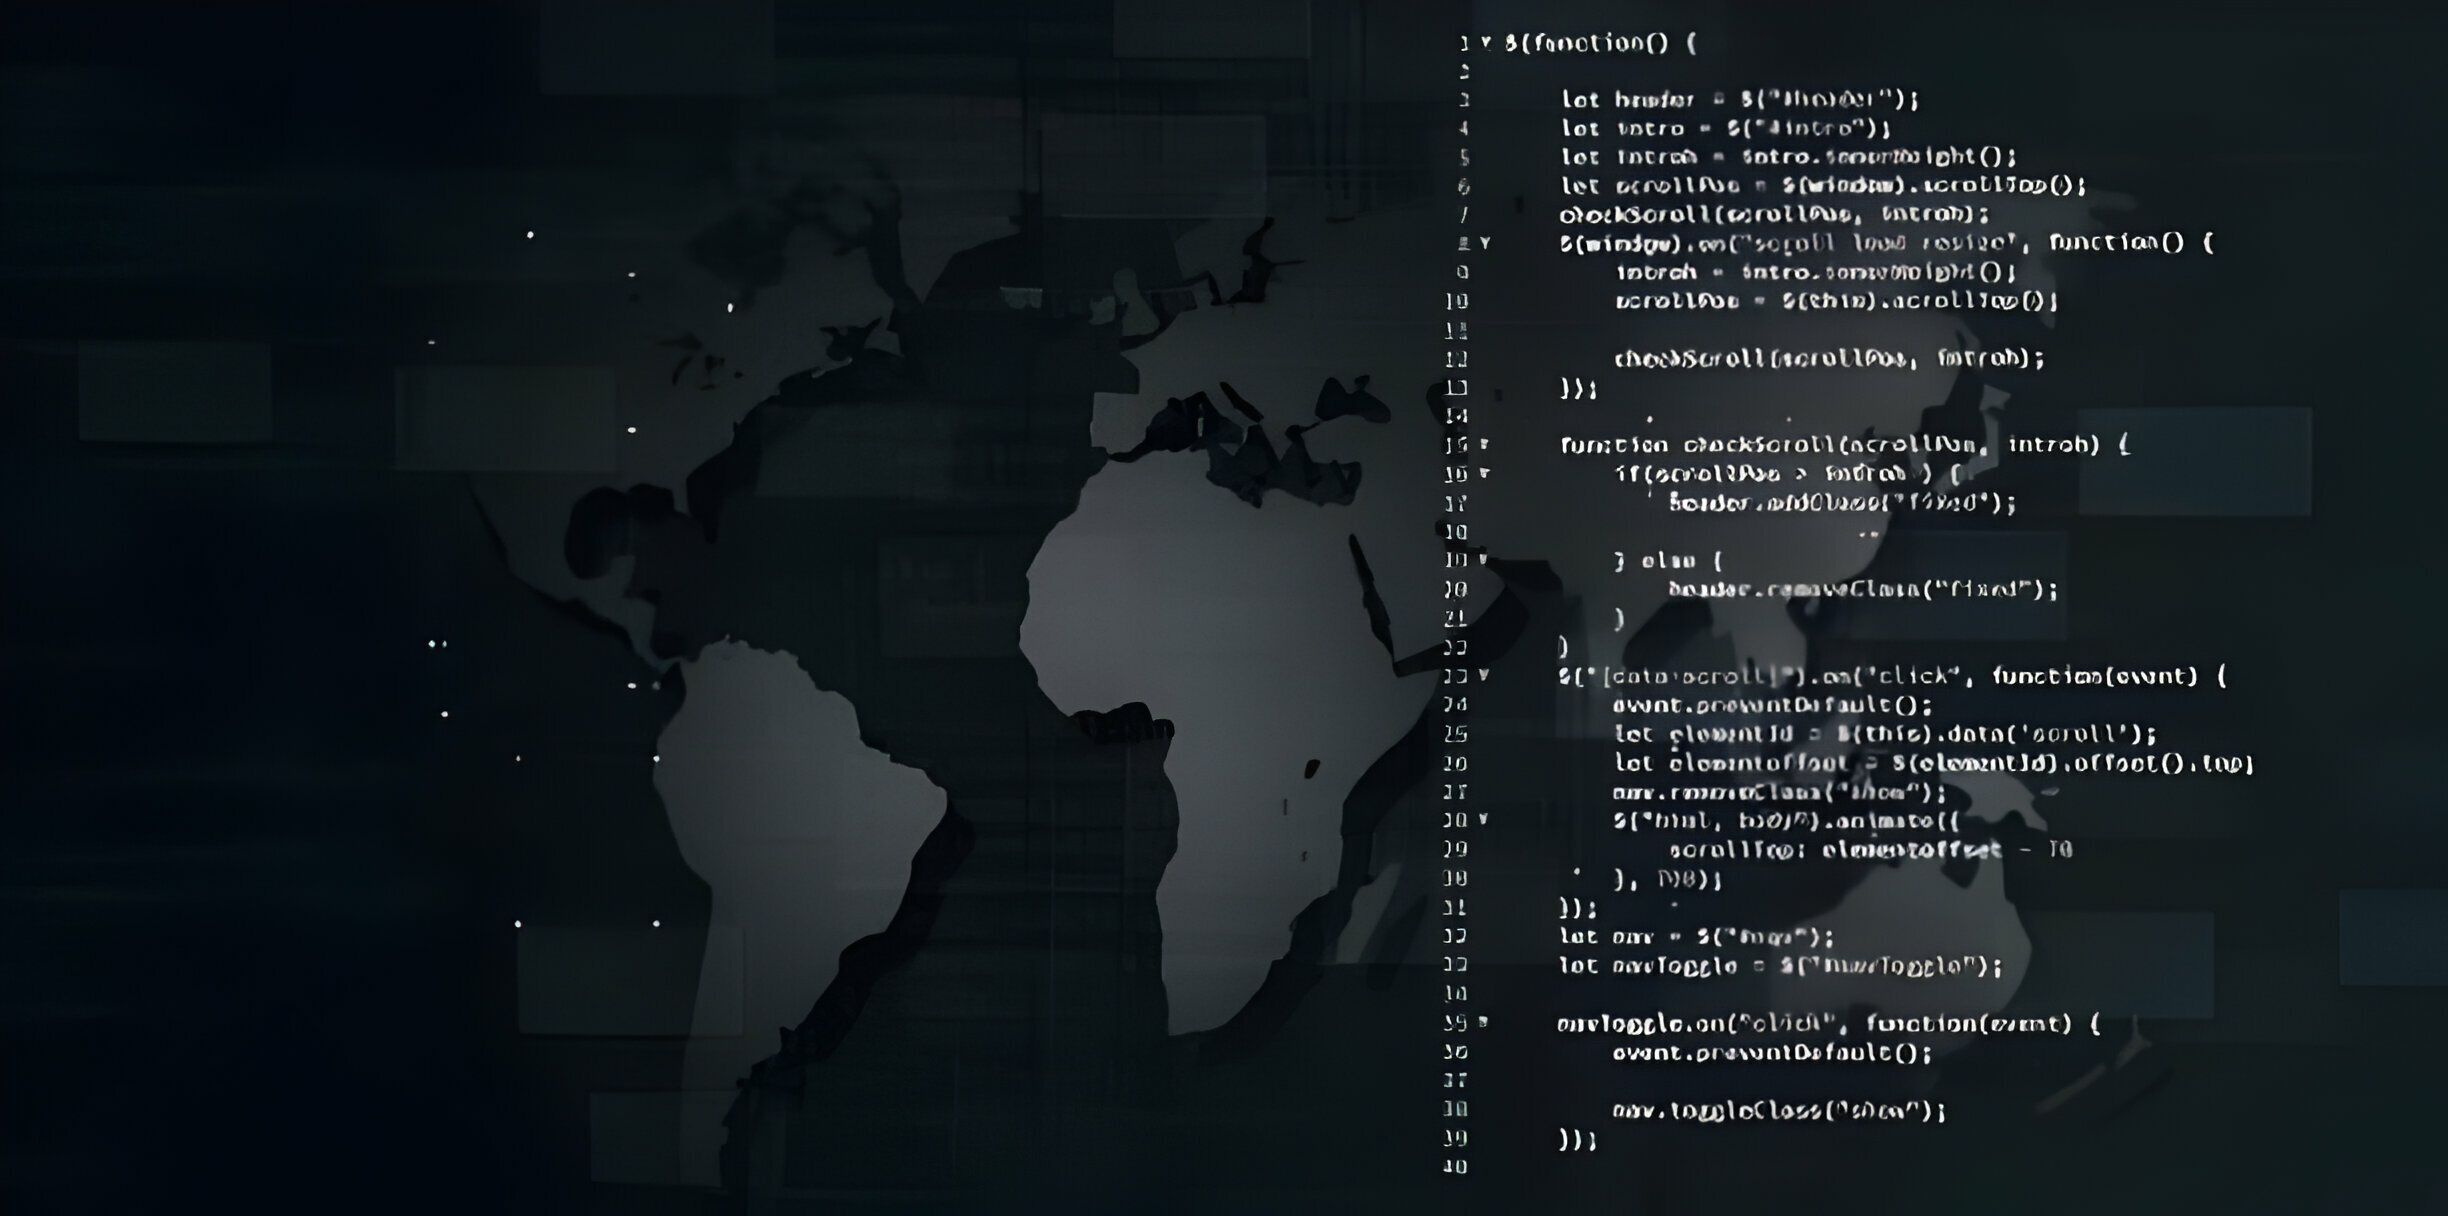 1 $(function() {
2
3 let header = $("#header");
4 let intro = $("#intro");
5 let introh = intro.
6 let scrollPos = $(window).scrollTop();
7 checkScroll(scrollPos, introh);
8 $(window).on("scroll load resize", function() {
9 introh = intro.
10 scrollPos = $(this).scrollTop();
11
12 checkScroll(scrollPos, introh);
13 });
14
15 function checkScroll(scrollPos, introh) {
16 if(scrollPos > introh ) {
17 header.addClass("fixed");
18
19 } else {
20 header.removeClass("fixed");
21 }
22 }
23 $("[data-scroll]").on("click", function(event) {
24 event.preventDefault();
25 let elementId = $(this).data('scroll');
26 let elementoffset = $(elementId).offset().top;
27 nav.removeClass("show");
28 $("html, body").animate({
29 scrollTop: elementoffset - 70
30 }, 700);
31 });
32 let nav = $("#nav");
33 let navToggle = $("#navToggle");
34
35 navToggle.on("click", function(event) {
36 event.preventDefault();
37
38 nav.toggleClass("show");
39 });
40